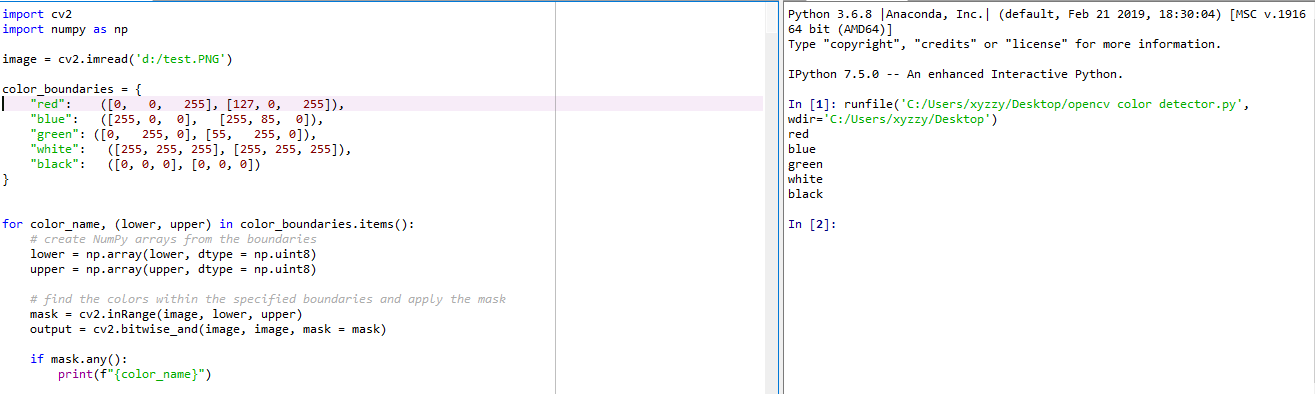 import cv2
import numpy as np
image = cv2.imread('d:/test.PNG')
color_boundaries = {
    "red":    ([0,   0,   255], [127, 0,   255]),
    "blue":   ([255, 0,  0],   [255, 85,  0]),
    "green": ([0,   255, 0], [55,   255, 0]),
    "white":   ([255, 255, 255], [255, 255, 255]),
    "black":   ([0, 0, 0], [0, 0, 0])
}
for color_name, (lower, upper) in color_boundaries.items():
    # create NumPy arrays from the boundaries
    lower = np.array(lower, dtype = np.uint8)
    upper = np.array(upper, dtype = np.uint8)
    # find the colors within the specified boundaries and apply the mask
    mask = cv2.inRange(image, lower, upper)
    output = cv2.bitwise_and(image, image, mask = mask)
    if mask.any():
        print(f"{color_name}")
Python 3.6.8 |Anaconda, Inc.| (default, Feb 21 2019, 18:30:04) [MSC v.1916
64 bit (AMD64)]
Type "copyright", "credits" or "license" for more information.
IPython 7.5.0 -- An enhanced Interactive Python.
In [1]: runfile('C:/Users/xyzzy/Desktop/opencv color detector.py',
wdir='C:/Users/xyzzy/Desktop')
red
blue
green
white
black
In [2]: